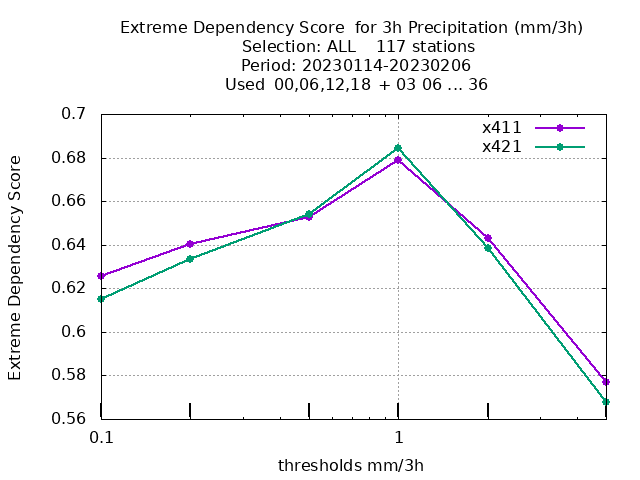 Extreme Dependency Score  for 3h Precipitation (mm/3h)
Selection: ALL    117 stations
Period: 20230114-20230206
Used  00,06,12,18  + 03 06 ... 36
x411
x421
0.7
0.68
0.66
0.64
0.62
0.6
0.58
0.56
Extreme Dependency Score
0.1
1
thresholds mm/3h